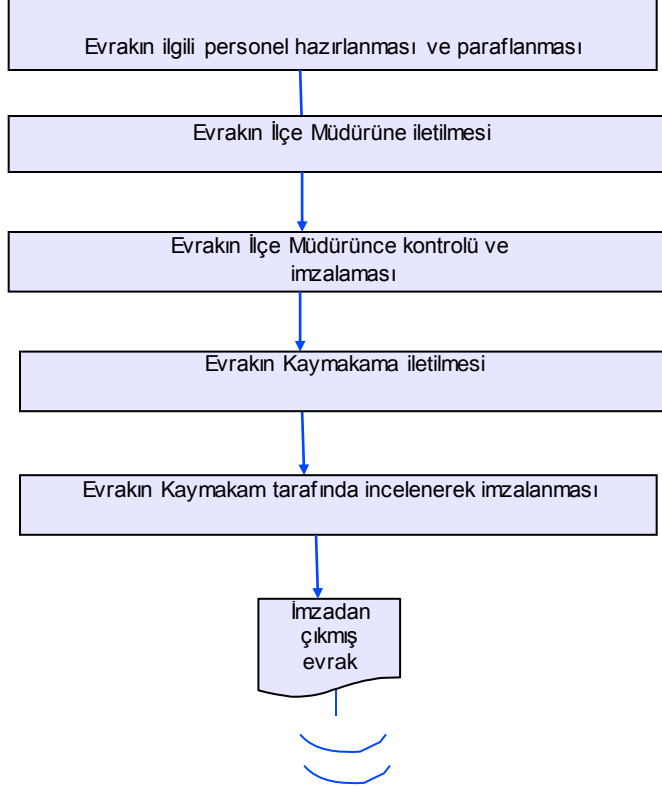 Evrakın ilgili personel hazırlanması ve paraflanması
Evrakın İlçe Müdürüne iletilmesi
Evrakın İlçe Müdürünce kontrolü ve
imzalaması
Evrakın Kaymakama iletilmesi
Evrakın Kaymakam tarafında incelenerek imzalanması
İmzadan
çıkmış
evrak